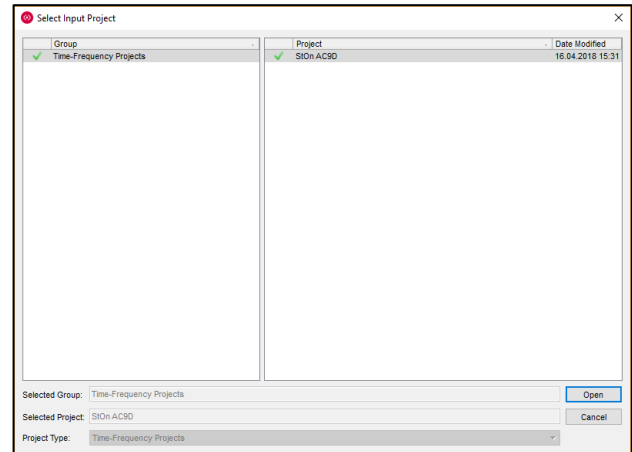 Select Input Project
Group Project Date Modified
Time-Frequency Projects StOn AC9D 16.04.2018 15:31
Selected Group: Time-Frequency Projects Open
Selected Project: StOn AC9D Cancel
Project Type: Time-Frequency Projects